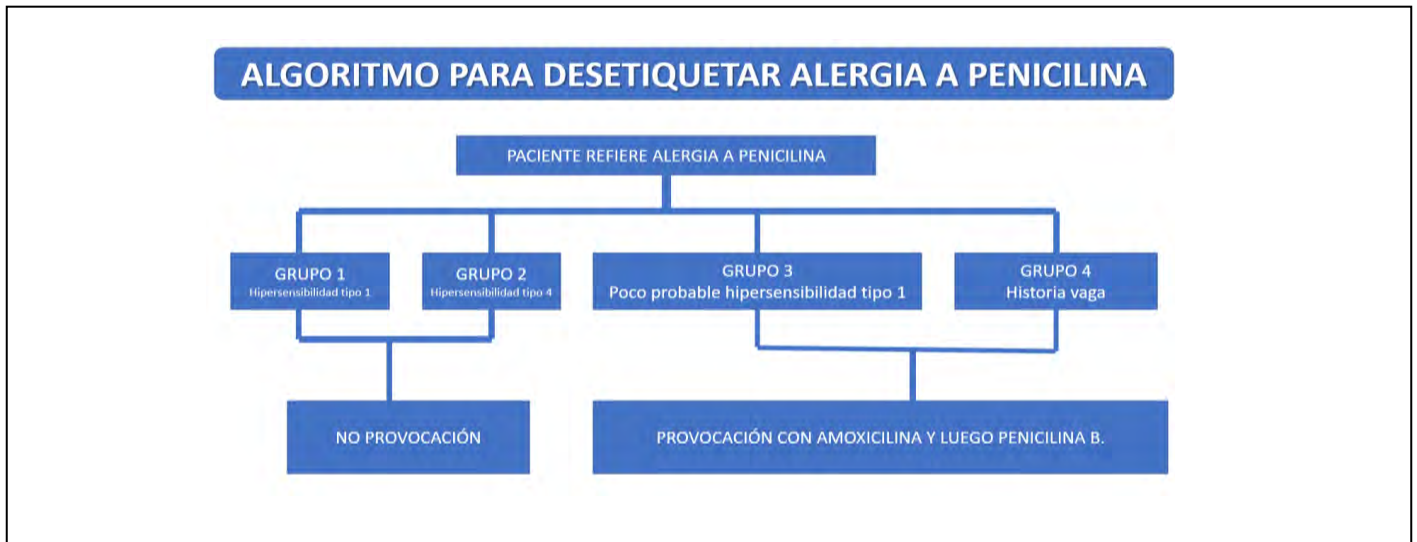 ALGORITMO PARA DESETIQUETAR ALERGIA A PENICILINA
PACIENTE REFIERE ALERGIA A PENICILINA
GRUPO 1
Hipersensibilidad tipo 1
GRUPO 2
Hipersensibilidad tipo 4
GRUPO 3
Poco probable hipersensibilidad tipo 1
GRUPO 4
Historia vaga
NO PROVOCACIÓN
PROVOCACIÓN CON AMOXICILINA Y LUEGO PENICILINA B.